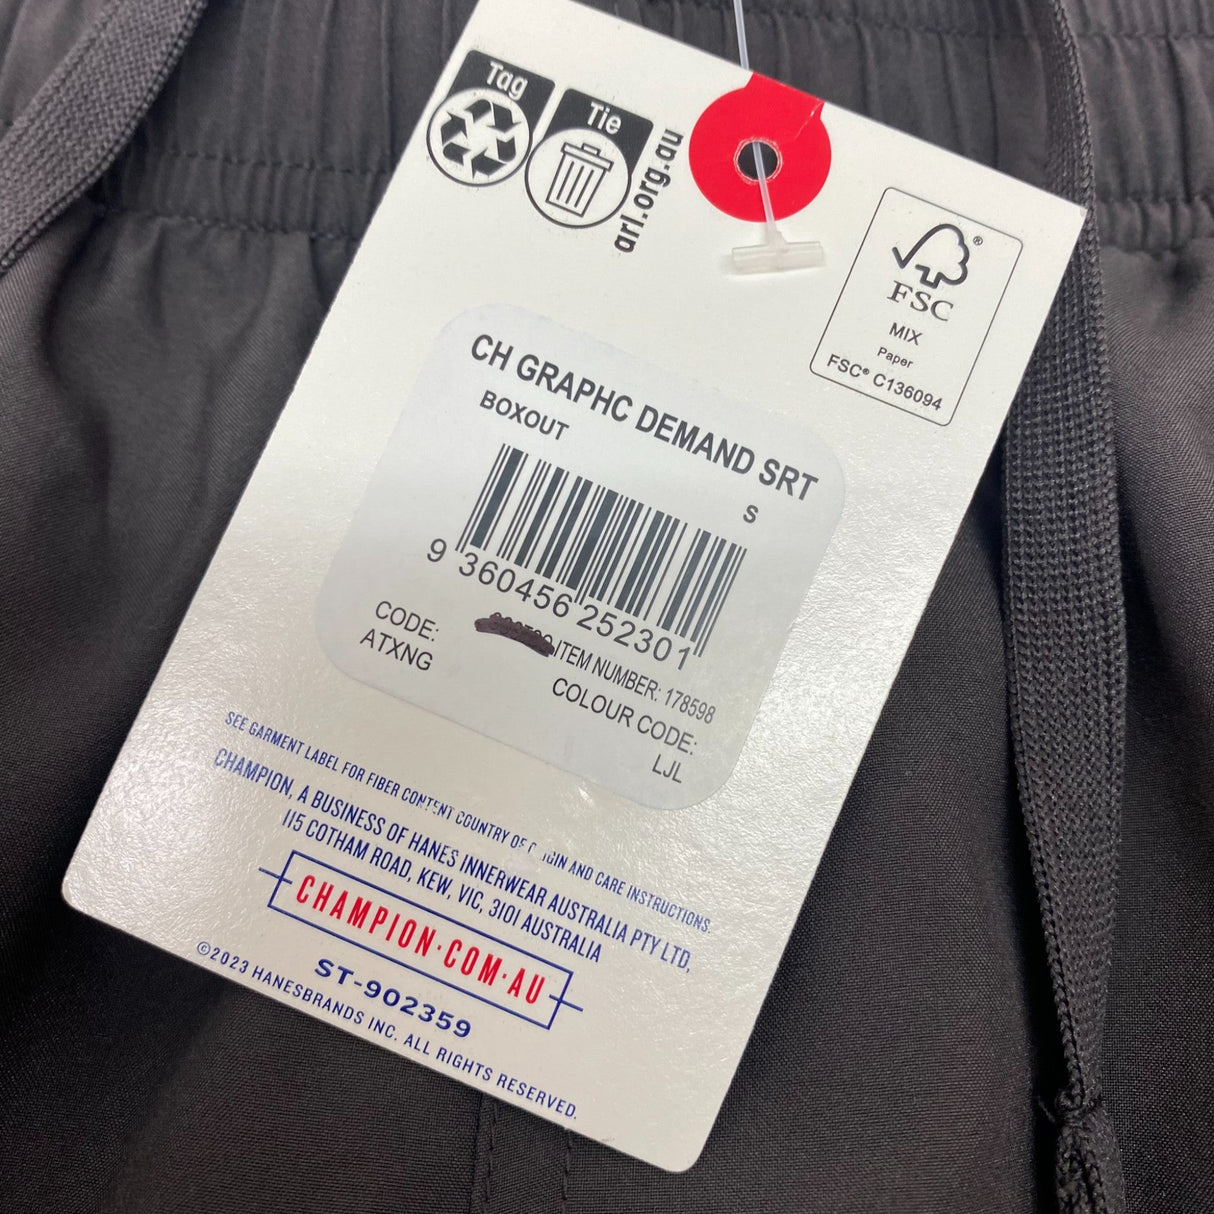 Tag
Tie
arl.org.au
FSC®
MIX
Paper
FSC® C136094
CH GRAPHC DEMAND SRT
BOXOUT
S
9 360456 252301
CODE:
ATXNG
ITEM NUMBER: 178598
COLOUR CODE:
LJL
SEE GARMENT LABEL FOR FIBER CONTENT COUNTRY OF AND CARE INSTRUCTIONS.
CHAMPION, A BUSINESS OF HANES INNERWEAR AUSTRALIA PTY LTD,
115 COTHAM ROAD, KEW, VIC, 3101 AUSTRALIA
CHAMPION·COM·AU
ST-902359
©2023 HANESBRANDS INC. ALL RIGHTS RESERVED.